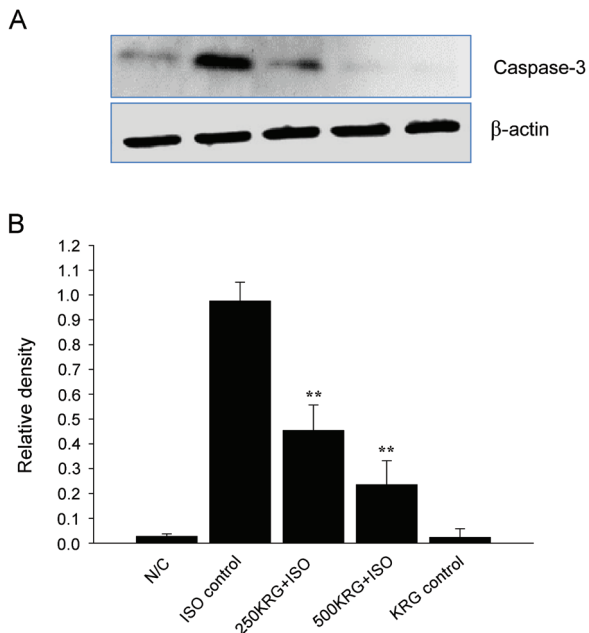 A
Caspase-3
β-actin
B
1.2
1.1
1.0
0.9
0.8
0.7
0.6
0.5
0.4
0.3
0.2
0.1
0.0
Relative density
**
**
N/C
ISO control
250KRG+ISO
500KRG+ISO
KRG control